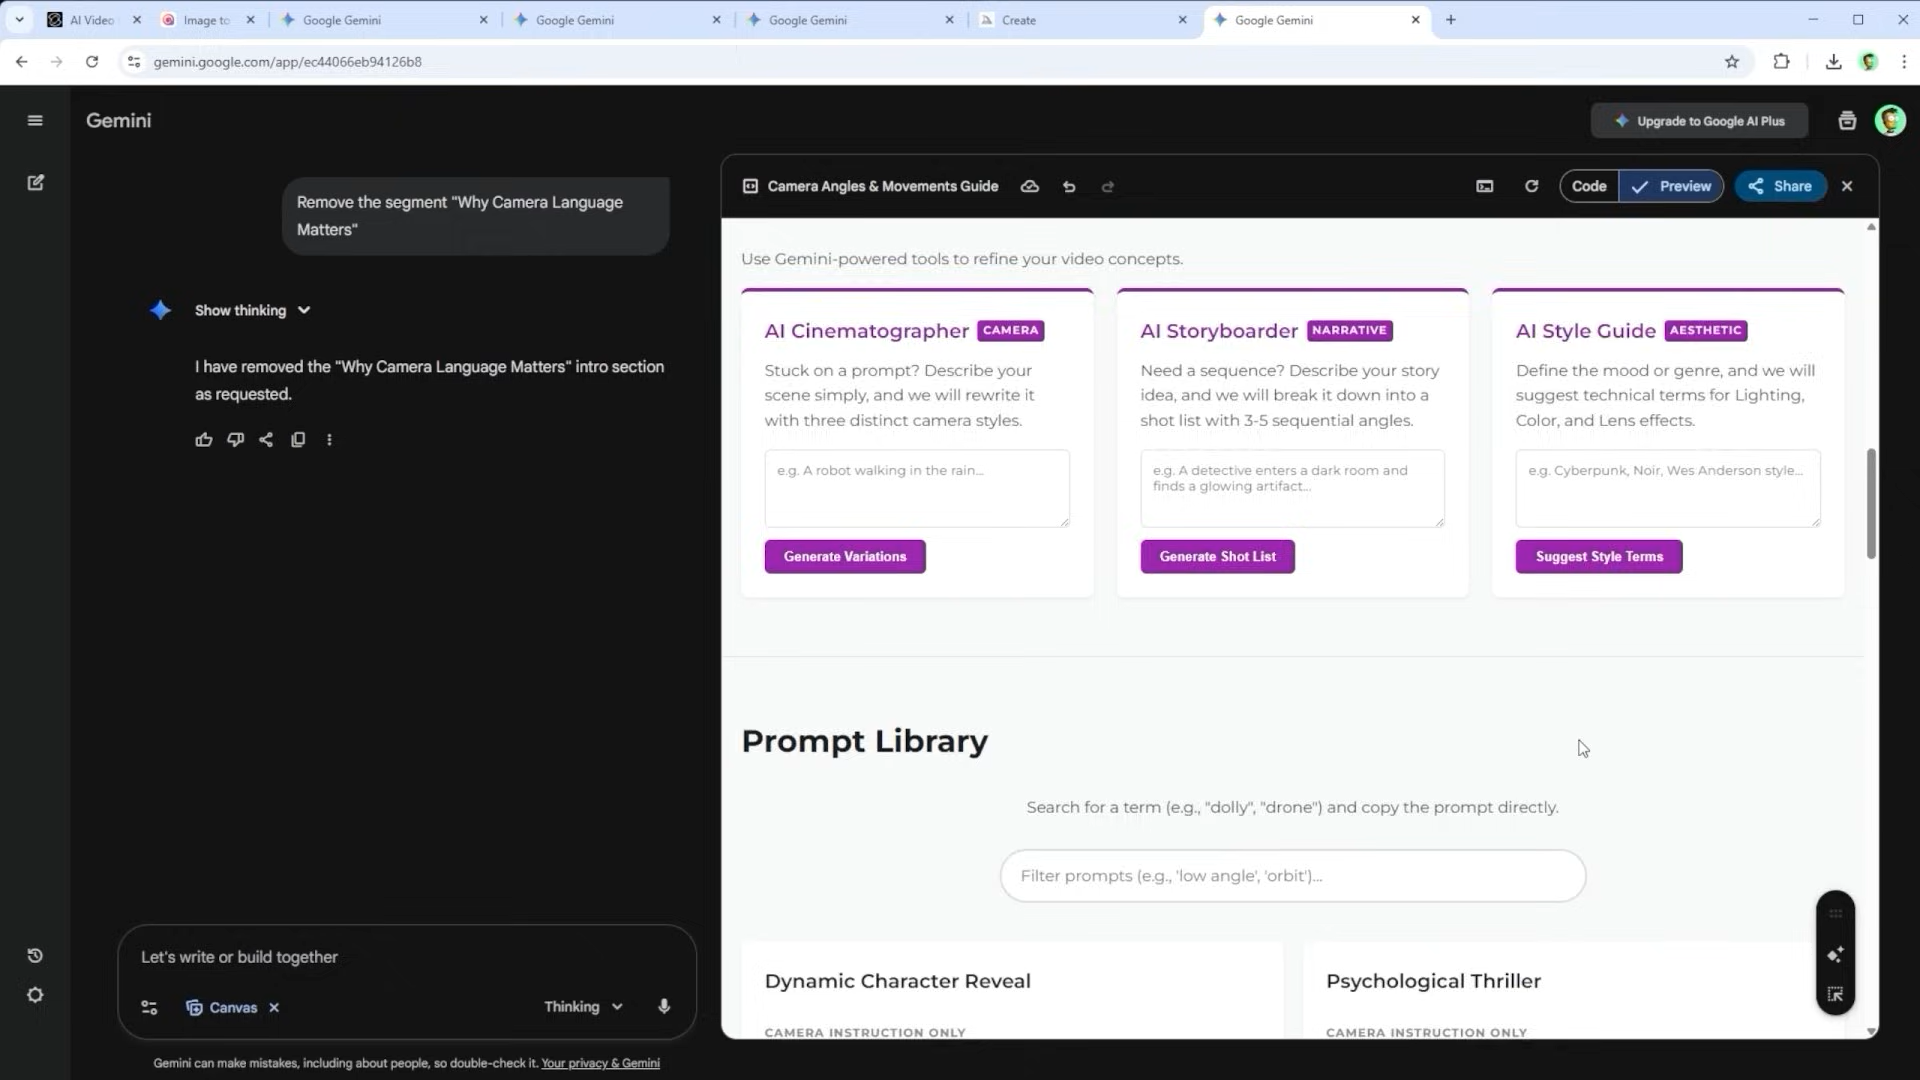 AI Video
Image to
Google Gemini
Google Gemini
Google Gemini
Create
Google Gemini
gemini.google.com/app/ec44066eb94126b8
Gemini
Upgrade to Google AI Plus
Remove the segment "Why Camera Language
Matters"
Show thinking
I have removed the "Why Camera Language Matters" intro section
as requested.
Let's write or build together
Canvas
Thinking
Gemini can make mistakes, including about people, so double-check it. Your privacy & Gemini
Camera Angles & Movements Guide
Code
Preview
Share
Use Gemini-powered tools to refine your video concepts.
AI Cinematographer CAMERA
Stuck on a prompt? Describe your
scene simply, and we will rewrite it
with three distinct camera styles.
e.g. A robot walking in the rain...
Generate Variations
AI Storyboarder NARRATIVE
Need a sequence? Describe your story
idea, and we will break it down into a
shot list with 3-5 sequential angles.
e.g. A detective enters a dark room and
finds a glowing artifact...
Generate Shot List
AI Style Guide AESTHETIC
Define the mood or genre, and we will
suggest technical terms for Lighting,
Color, and Lens effects.
e.g. Cyberpunk, Noir, Wes Anderson style...
Suggest Style Terms
Prompt Library
Search for a term (e.g., "dolly", "drone") and copy the prompt directly.
Filter prompts (e.g., 'low angle', 'orbit')...
Dynamic Character Reveal
CAMERA INSTRUCTION ONLY
Psychological Thriller
CAMERA INSTRUCTION ONLY